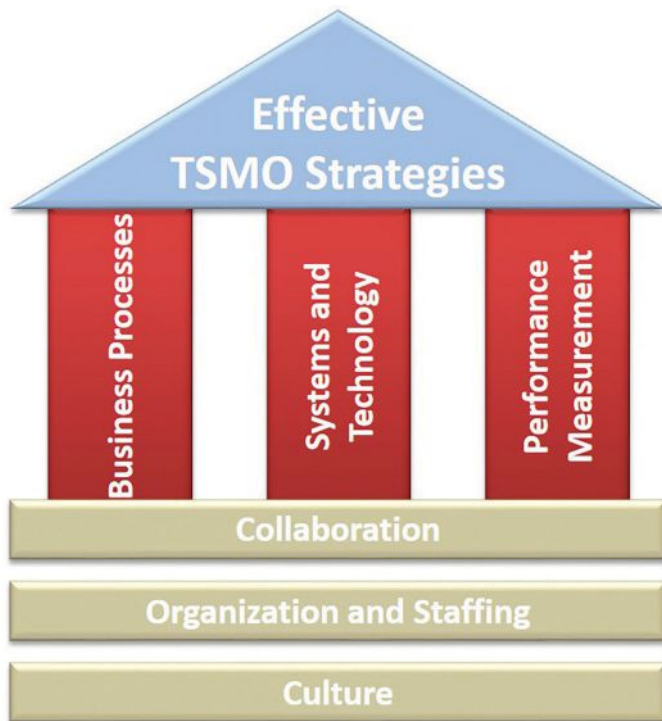 Effective
TSMO Strategies
Business Processes
Systems and
Technology
Performance
Measurement
Collaboration
Organization and Staffing
Culture